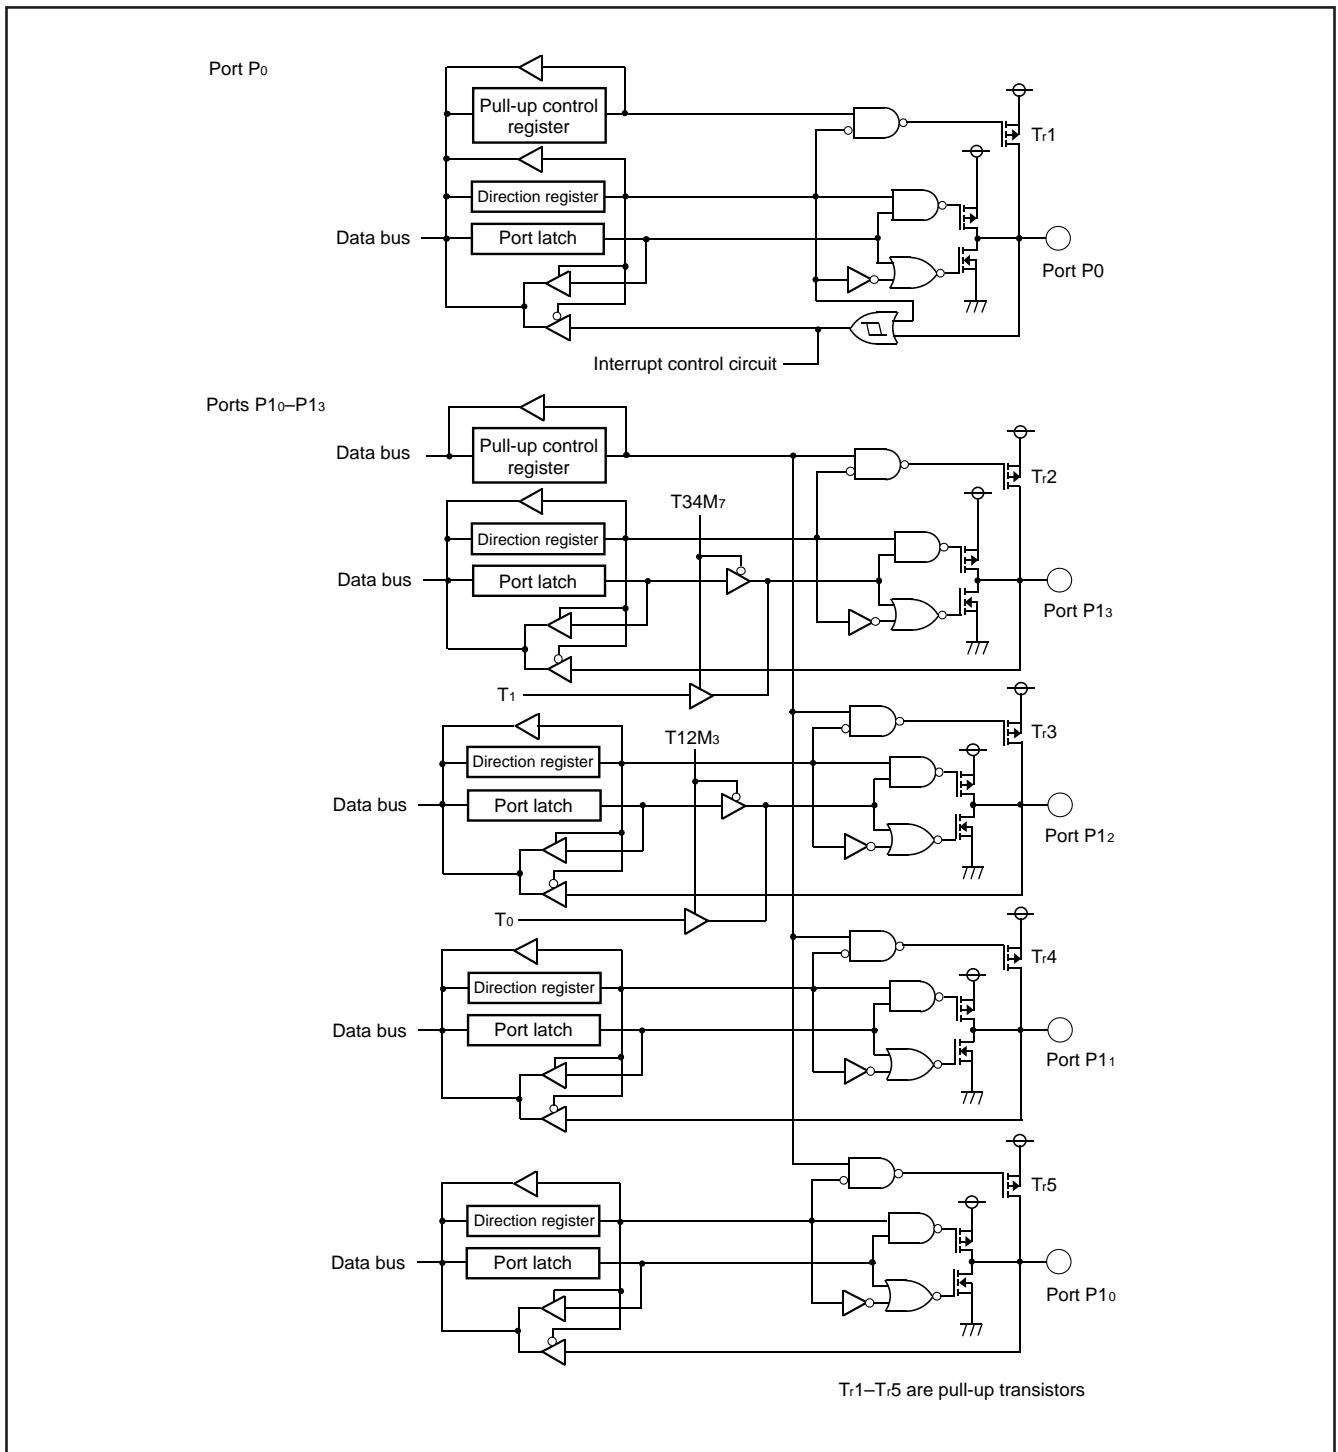 Port P0
Pull-up control
register
Tr1
Direction register
Data bus
Port latch
Port P0
Interrupt control circuit
Ports P10–P13
Data bus
Pull-up control
register
Tr2
T34M7
Direction register
Data bus
Port latch
Port P13
T1
Tr3
T12M3
Direction register
Data bus
Port latch
Port P12
T0
Tr4
Direction register
Data bus
Port latch
Port P11
Tr5
Direction register
Data bus
Port latch
Port P10
Tr1–Tr5 are pull-up transistors